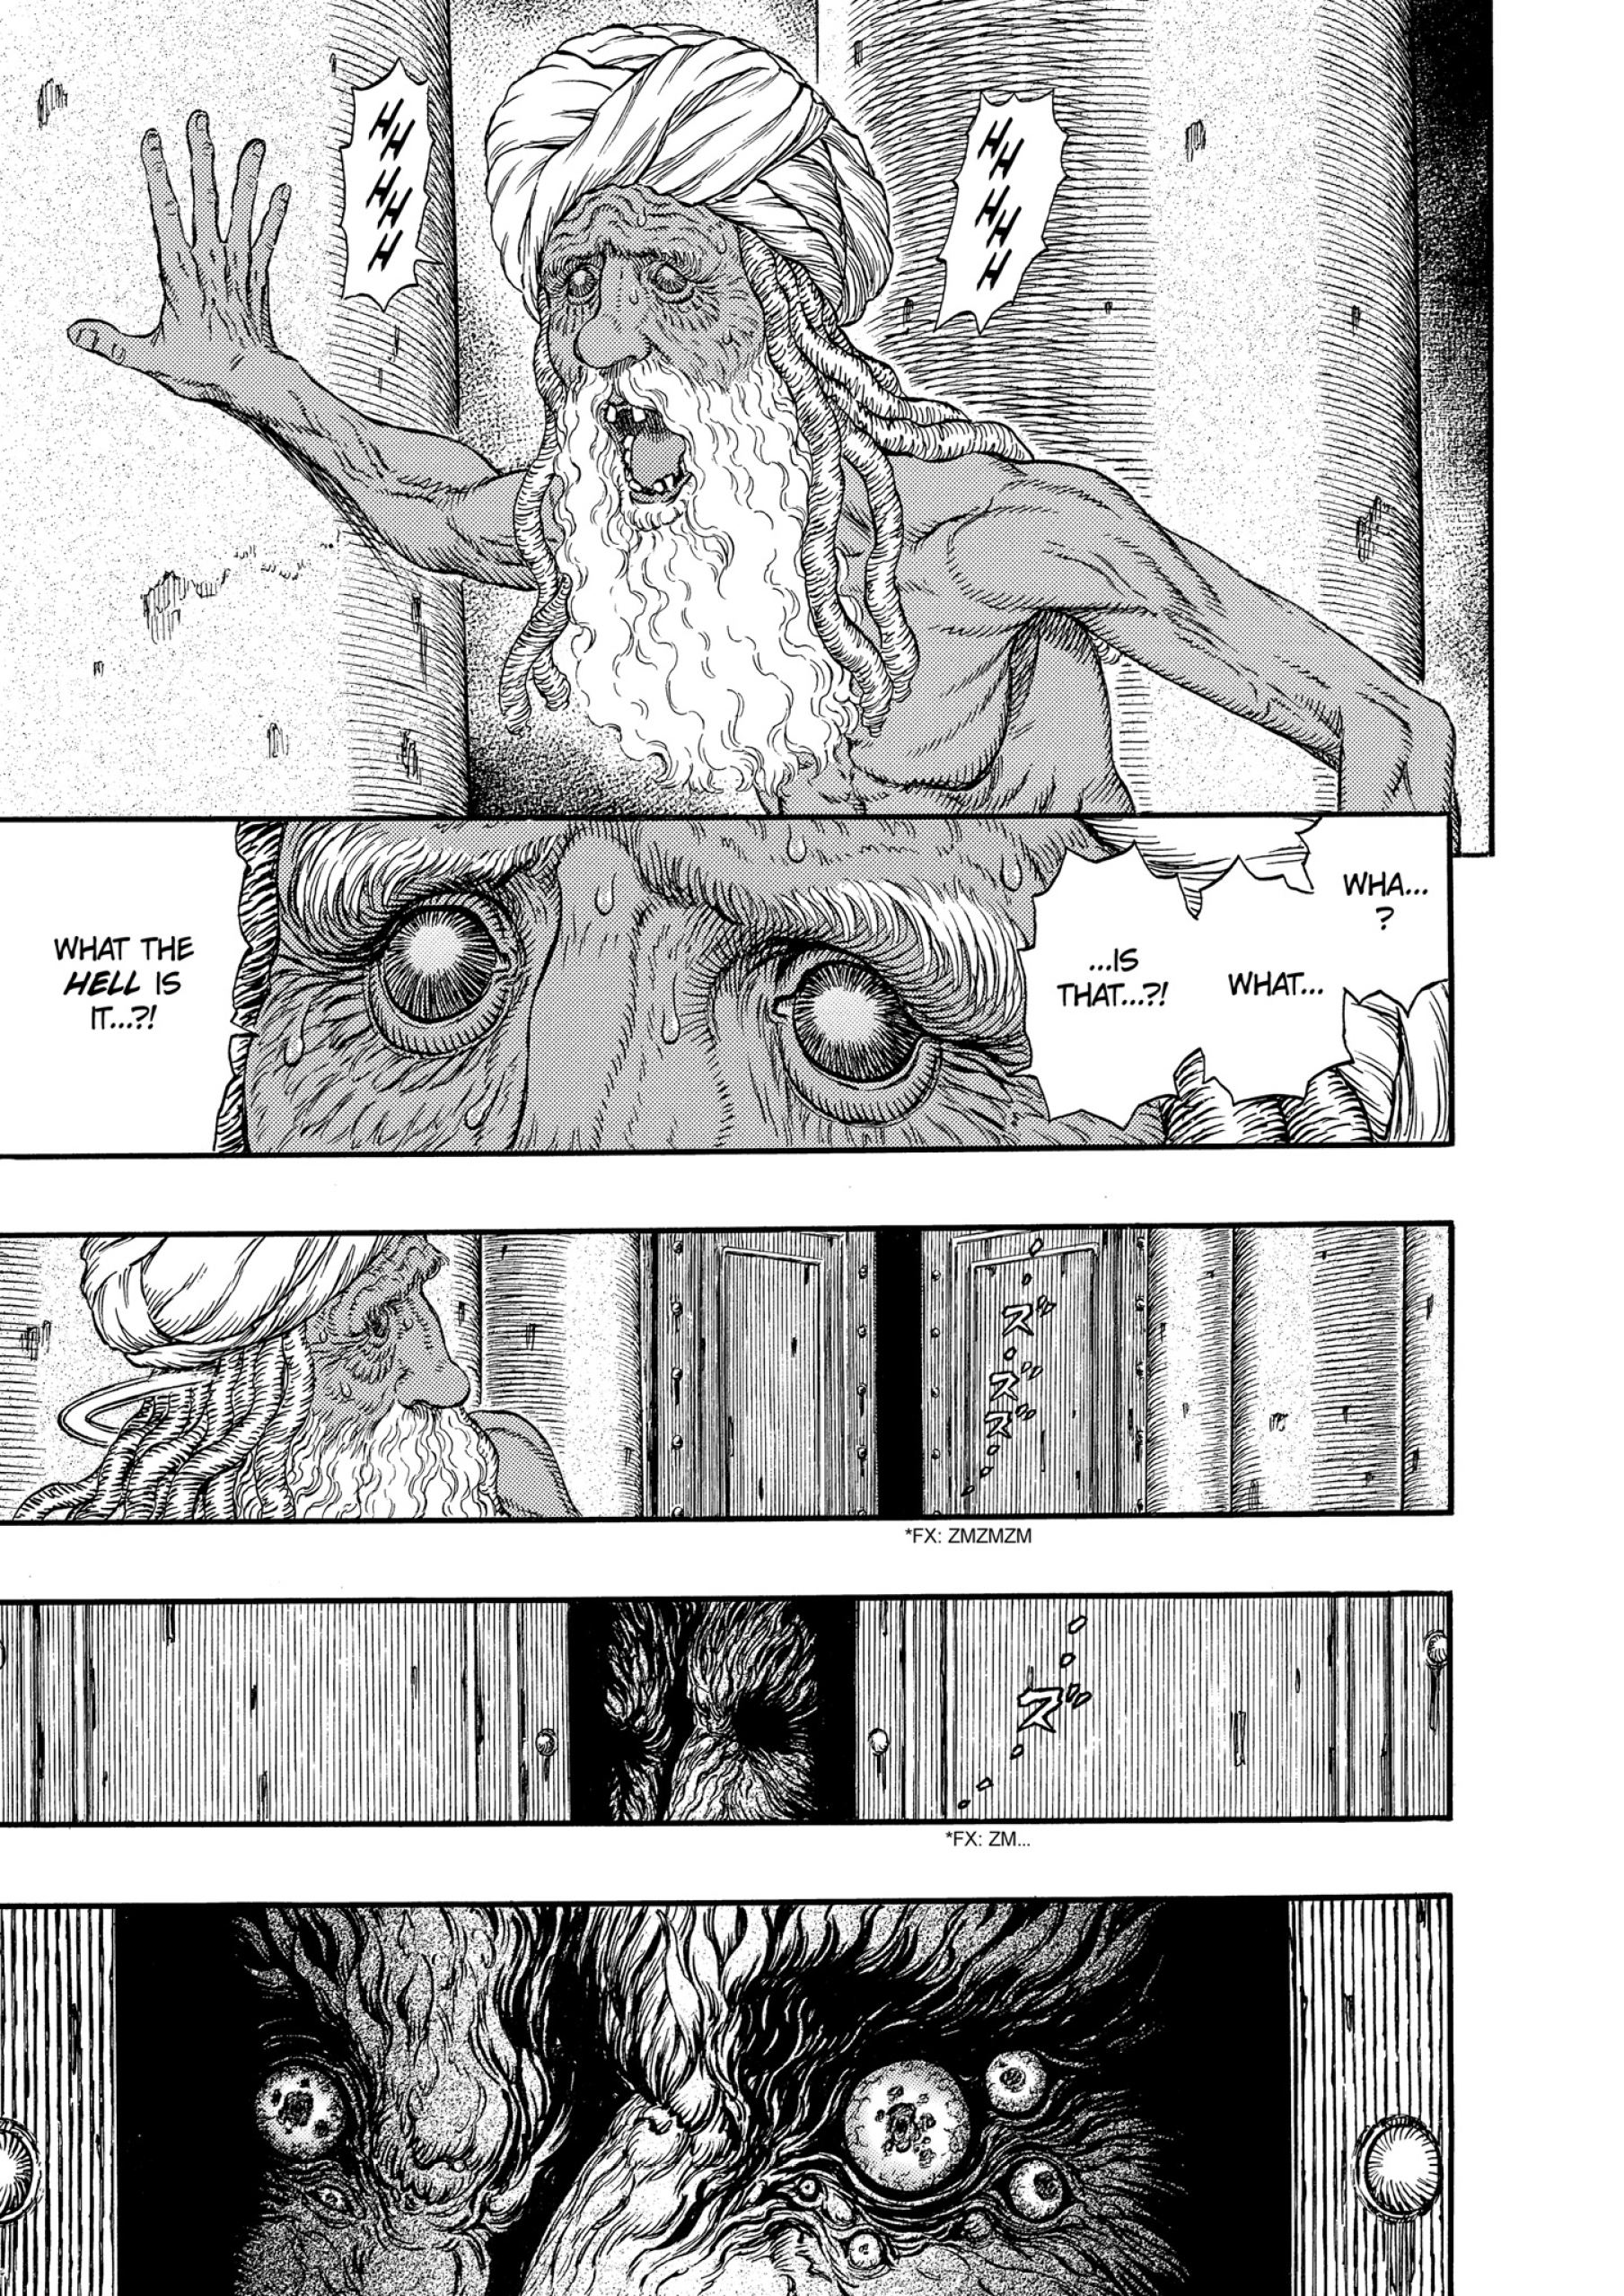 HHHHH
HHHHH
WHA...
?
WHAT...
...IS
THAT...?!
WHAT THE
HELL IS
IT...?!
ズズズ
*FX: ZMZMZM
ズ
*FX: ZM...